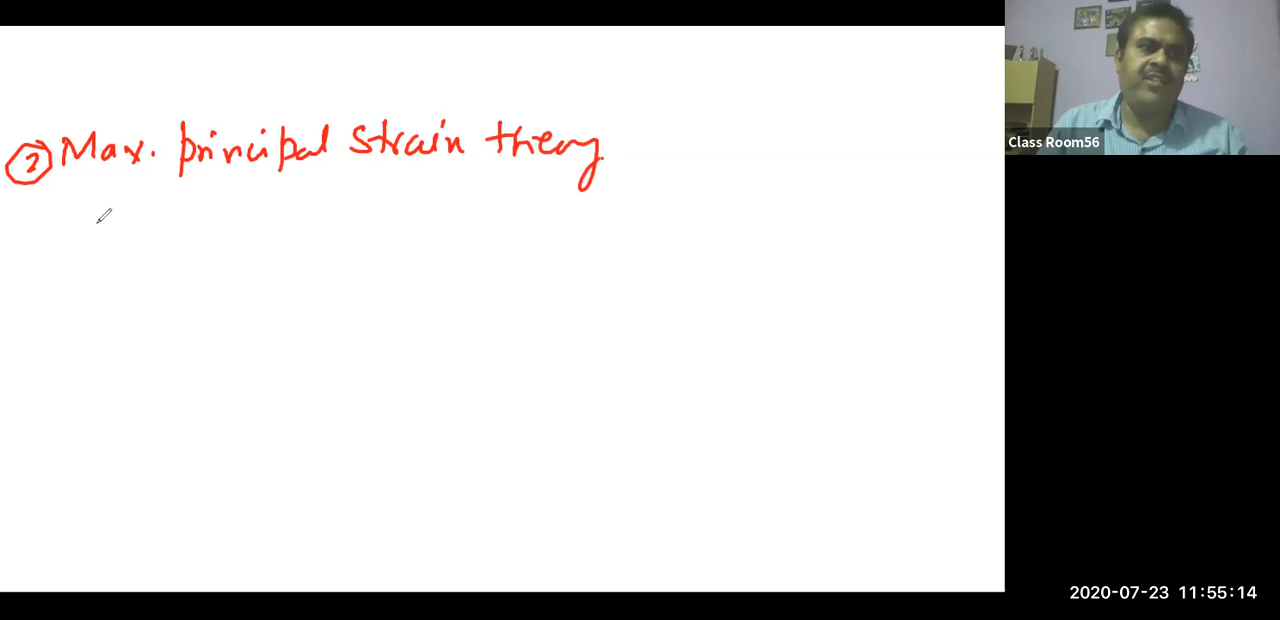 ② Max. principal strain theory
Class Room56
2020-07-23 11:55:14